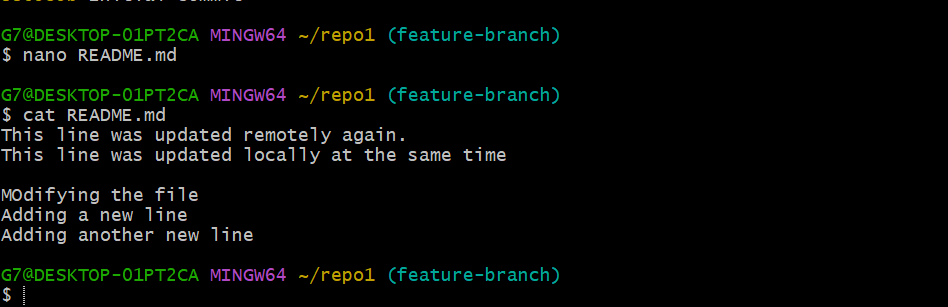 G7@DESKTOP-01PT2CA MINGW64 ~/repo1 (feature-branch)
$ nano README.md
G7@DESKTOP-01PT2CA MINGW64 ~/repo1 (feature-branch)
$ cat README.md
This line was updated remotely again.
This line was updated locally at the same time
MOdifying the file
Adding a new line
Adding another new line
G7@DESKTOP-01PT2CA MINGW64 ~/repo1 (feature-branch)
$